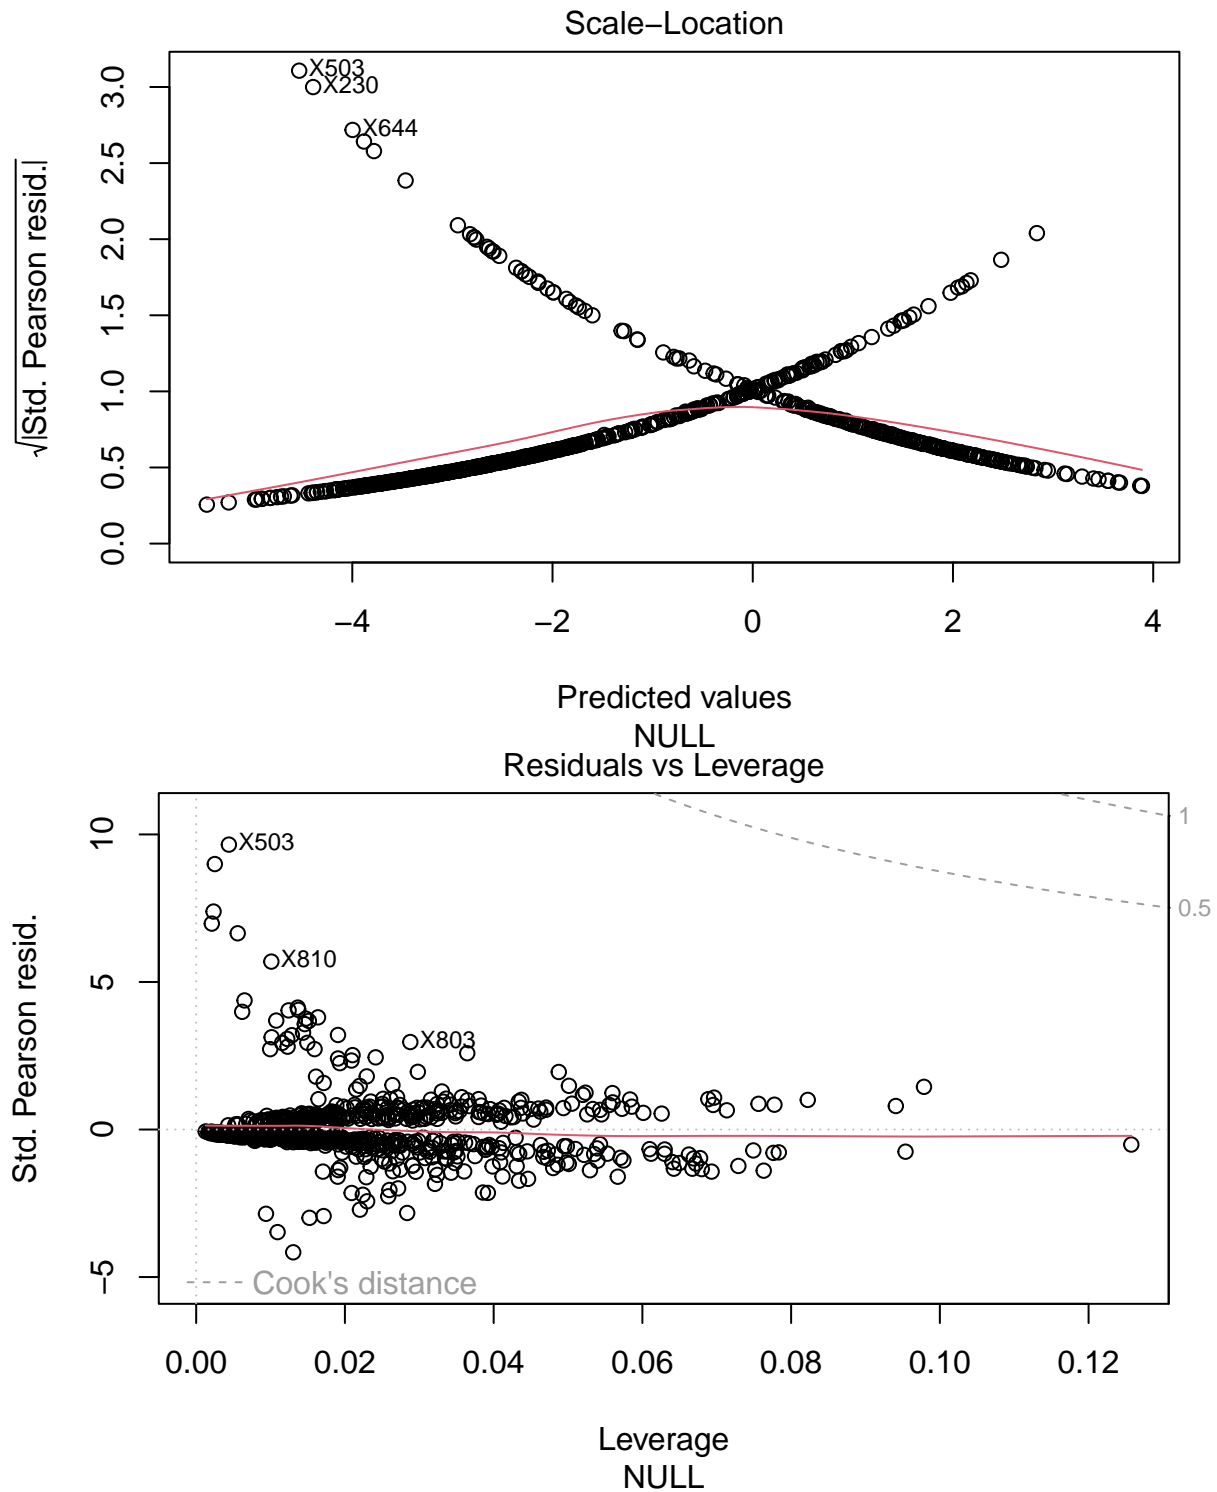 Scale−Location
√|Std. Pearson resid.|
0.0 0.5 1.0 1.5 2.0 2.5 3.0
X503
X230
X644
−4 −2 0 2 4
Predicted values
NULL
Residuals vs Leverage
Std. Pearson resid.
−5 0 5 10
X503
X810
X803
1
0.5
Cook's distance
0.00 0.02 0.04 0.06 0.08 0.10 0.12
Leverage
NULL